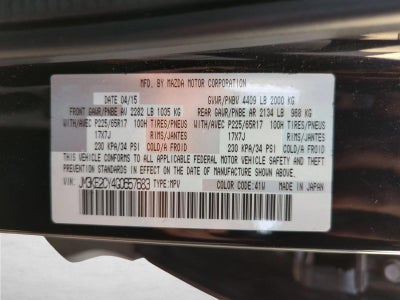 MFD. BY MAZDA MOTOR CORPORATION
DATE 04/15 GVWR/PNBV 4409 LB 2000 KG
FRONT GAWR/PNBE AV 2282 LB 1035 KG REAR GAWR/PNBE AR 2134 LB 968 KG
WITH/AVEC P225/65R17 100H TIRES/PNEUS WITH/AVEC P225/65R17 100H TIRES/PNEUS
17X7J RIMS/JANTES 17X7J RIMS/JANTES
230 KPA/34 PSI COLD/A FROID 230 KPA/34 PSI COLD/A FROID
THIS VEHICLE CONFORMS TO ALL APPLICABLE FEDERAL MOTOR VEHICLE SAFETY, BUMPER, AND THEFT
PREVENTION STANDARDS IN EFFECT ON THE DATE OF MANUFACTURE SHOWN ABOVE.
VIN: JM3KE2CY4G0557683 TYPE:MPV COLOR CODE:41W MADE IN JAPAN